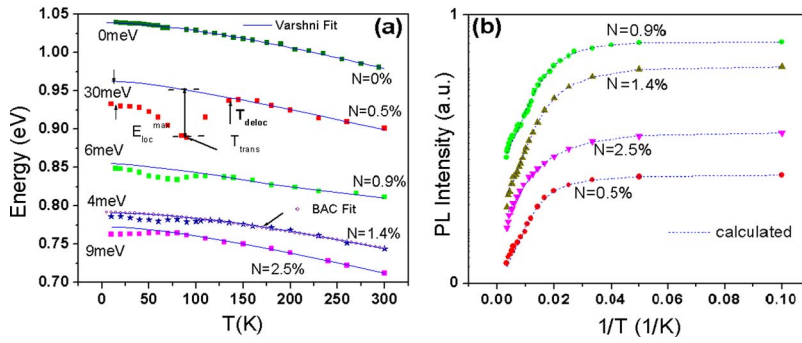 (a)
Varshni Fit
0meV
N=0%
30meV
N=0.5%
T deloc
E loc max
T trans
6meV
N=0.9%
4meV
BAC Fit
N=1.4%
9meV
N=2.5%
1.05
1.00
0.95
0.90
0.85
0.80
0.75
0.70
Energy (eV)
0 50 100 150 200 250 300
T(K)
(b)
1
0
PL Intensity (a.u.)
N=0.9%
N=1.4%
N=2.5%
N=0.5%
calculated
0.00 0.02 0.04 0.06 0.08 0.10
1/T (1/K)